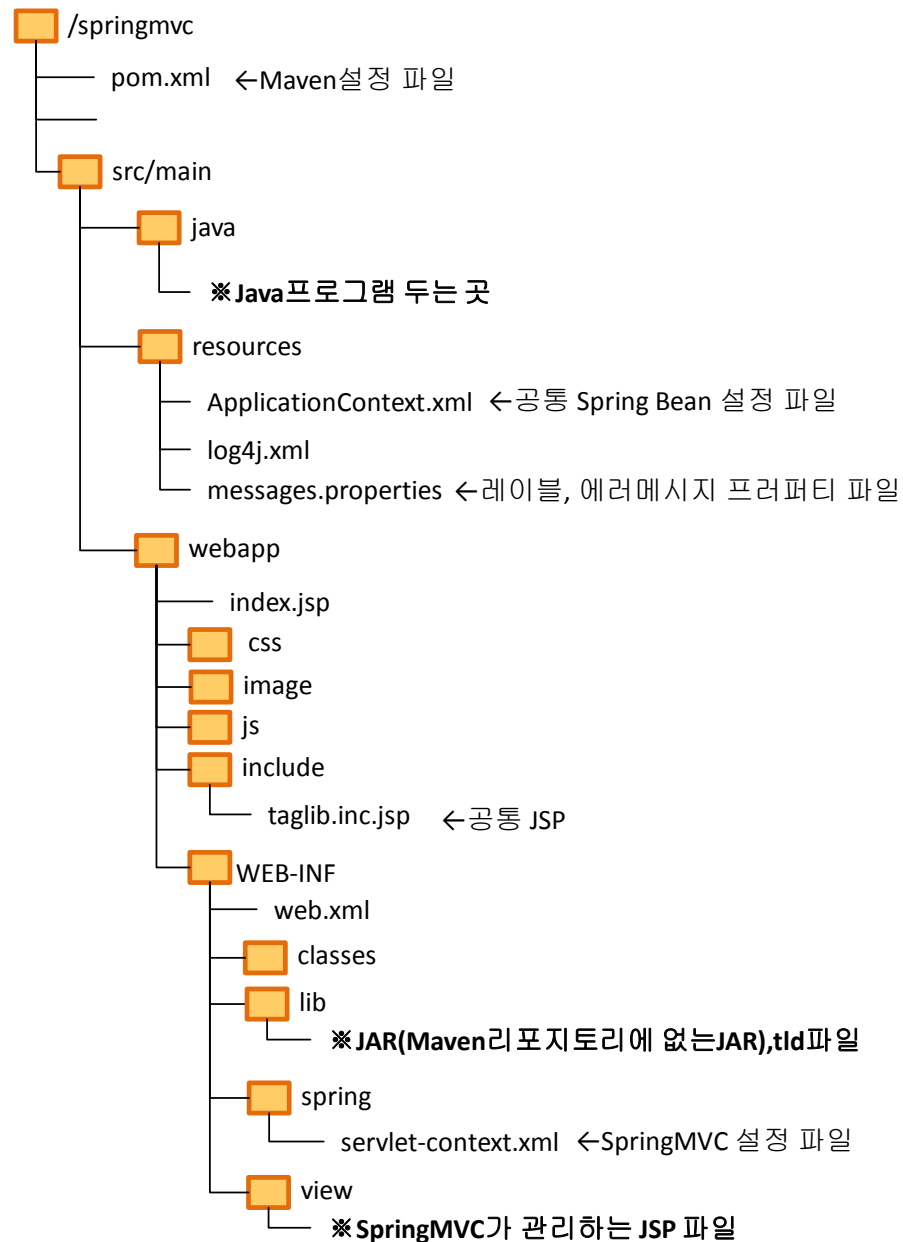 /springmvc
pom.xml ←Maven설정 파일
src/main
java
※Java프로그램 두는 곳
resources
ApplicationContext.xml ←공통 Spring Bean 설정 파일
log4j.xml
messages.properties ←레이블, 에러메시지 프러퍼티 파일
webapp
index.jsp
css
image
js
include
taglib.inc.jsp ←공통 JSP
WEB-INF
web.xml
classes
lib
※JAR(Maven리포지토리에 없는JAR),tld파일
spring
servlet-context.xml ←SpringMVC 설정 파일
view
※SpringMVC가 관리하는 JSP 파일